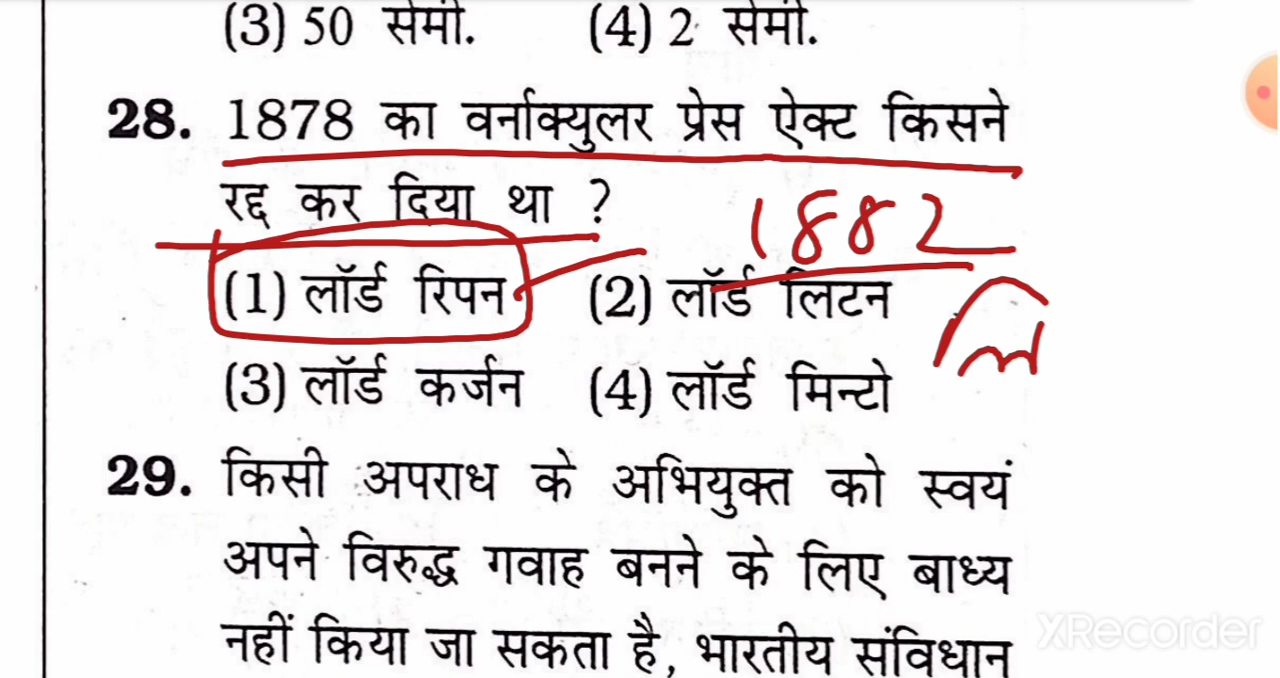 (3) 50 सेमी. (4) 2 सेमी.
28. 1878 का वर्नाक्युलर प्रेस ऐक्ट किसने
रद्द कर दिया था ?
1882
(1) लॉर्ड रिपन (2) लॉर्ड लिटन
(3) लॉर्ड कर्जन (4) लॉर्ड मिन्टो
29. किसी अपराध के अभियुक्त को स्वयं
अपने विरुद्ध गवाह बनने के लिए बाध्य
नहीं किया जा सकता है, भारतीय संविधान
XRecorder